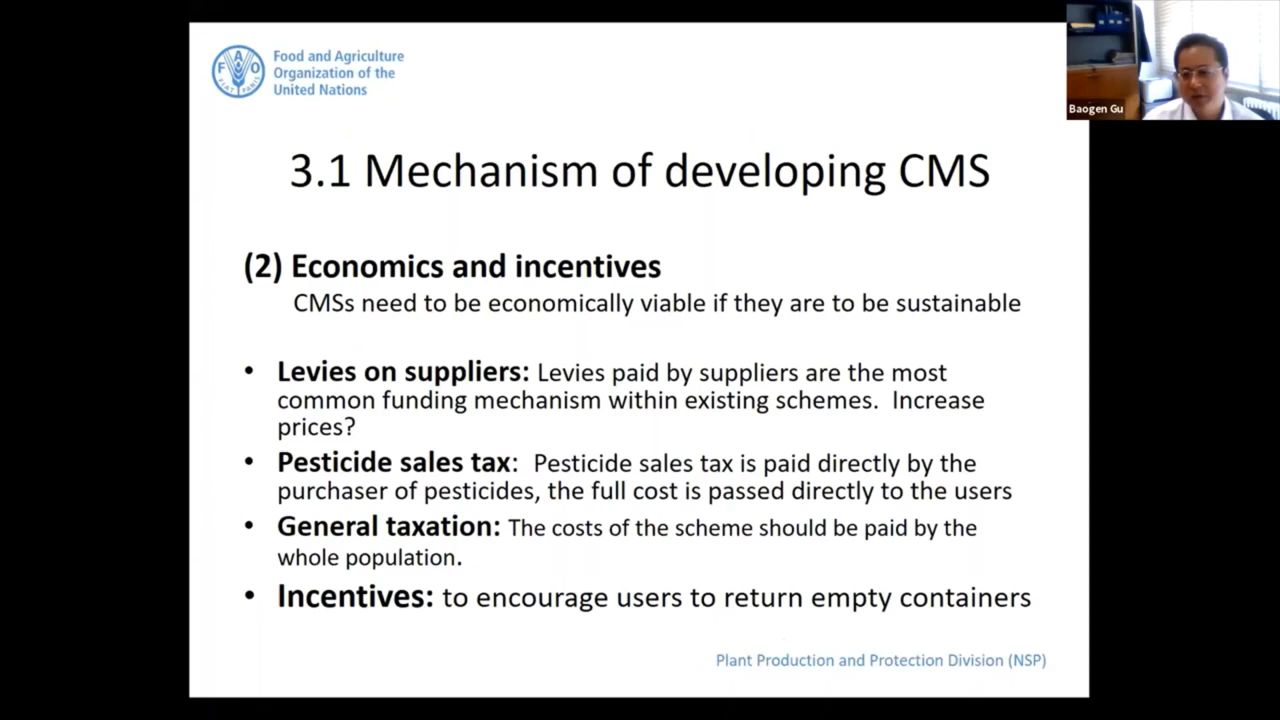 Food and Agriculture
Organization of the
United Nations
3.1 Mechanism of developing CMS
(2) Economics and incentives
CMSs need to be economically viable if they are to be sustainable
• Levies on suppliers: Levies paid by suppliers are the most
common funding mechanism within existing schemes. Increase
prices?
• Pesticide sales tax: Pesticide sales tax is paid directly by the
purchaser of pesticides, the full cost is passed directly to the users
• General taxation: The costs of the scheme should be paid by the
whole population.
• Incentives: to encourage users to return empty containers
Plant Production and Protection Division (NSP)
Baogen Gu